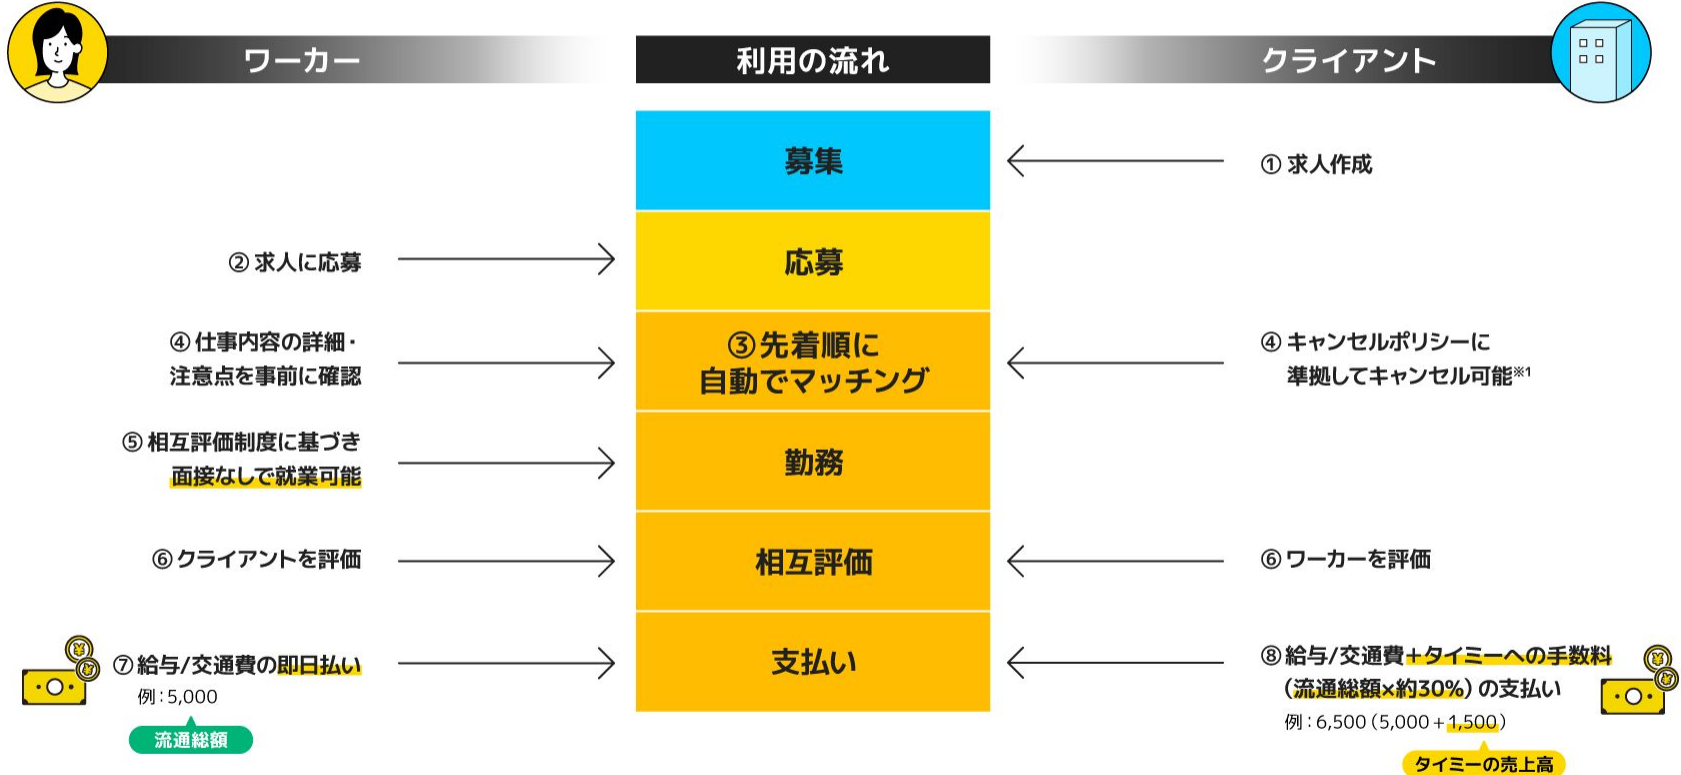 ワーカー
利用の流れ
クライアント
募集
① 求人作成
② 求人に応募
応募
④ 仕事内容の詳細・
注意点を事前に確認
③ 先着順に
自動でマッチング
④ キャンセルポリシーに
準拠してキャンセル可能※1
⑤ 相互評価制度に基づき
面接なしで就業可能
勤務
⑥ クライアントを評価
相互評価
⑥ ワーカーを評価
⑦ 給与/交通費の即日払い
例:5,000
流通総額
支払い
⑧ 給与/交通費+タイミーへの手数料
(流通総額×約30%)の支払い
例:6,500(5,000+1,500)
タイミーの売上高